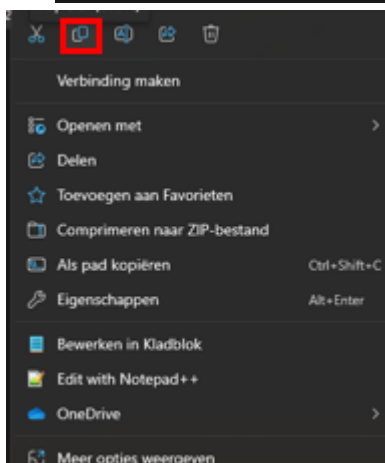 Verbinding maken
Openen met
Delen
Toevoegen aan Favorieten
Comprimeren naar ZIP-bestand
Als pad kopiëren Ctrl+Shift+C
Eigenschappen Alt+Enter
Bewerken in Kladblok
Edit with Notepad++
OneDrive
Meer opties weergeven